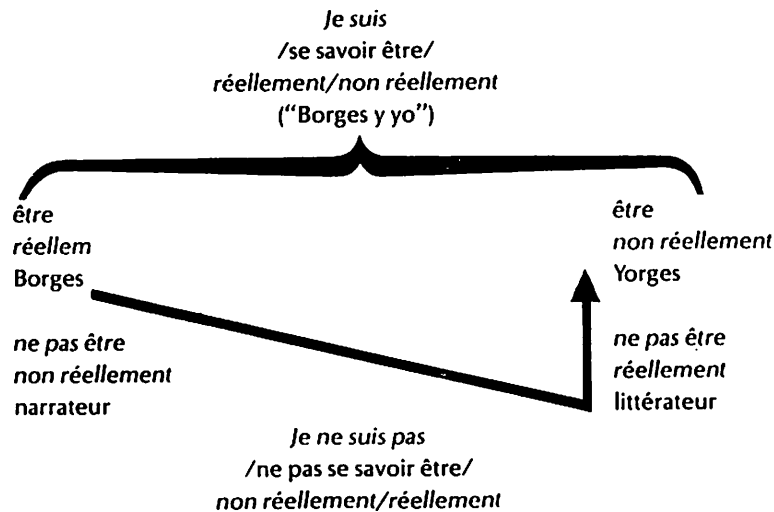 Je suis
/se savoir être/
réellement/non réellement
("Borges y yo")
être
réellem
Borges
être
non réellement
Yorges
ne pas être
non réellement
narrateur
ne pas être
réellement
littérateur
Je ne suis pas
/ne pas se savoir être/
non réellement/réellement